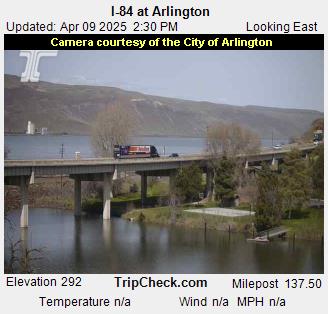 I-84 at Arlington
Updated: Apr 09 2025 2:30 PM Looking East
Camera courtesy of the City of Arlington
Elevation 292 TripCheck.com Milepost 137.50
Temperature n/a Wind n/a MPH n/a